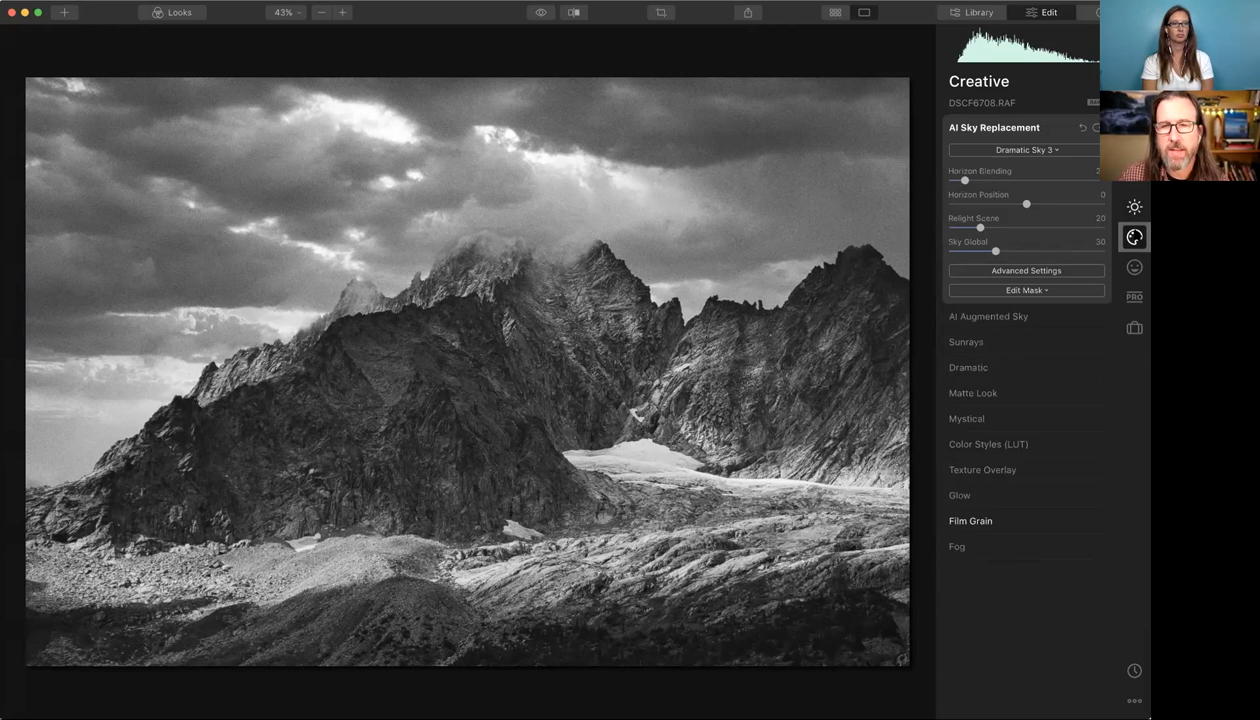 Looks
43%
Library
Edit
Creative
DSCF6708.RAF
AI Sky Replacement
Dramatic Sky 3
Horizon Blending
Horizon Position 0
Relight Scene 20
Sky Global 30
Advanced Settings
Edit Mask
PRO
AI Augmented Sky
Sunrays
Dramatic
Matte Look
Mystical
Color Styles (LUT)
Texture Overlay
Glow
Film Grain
Fog